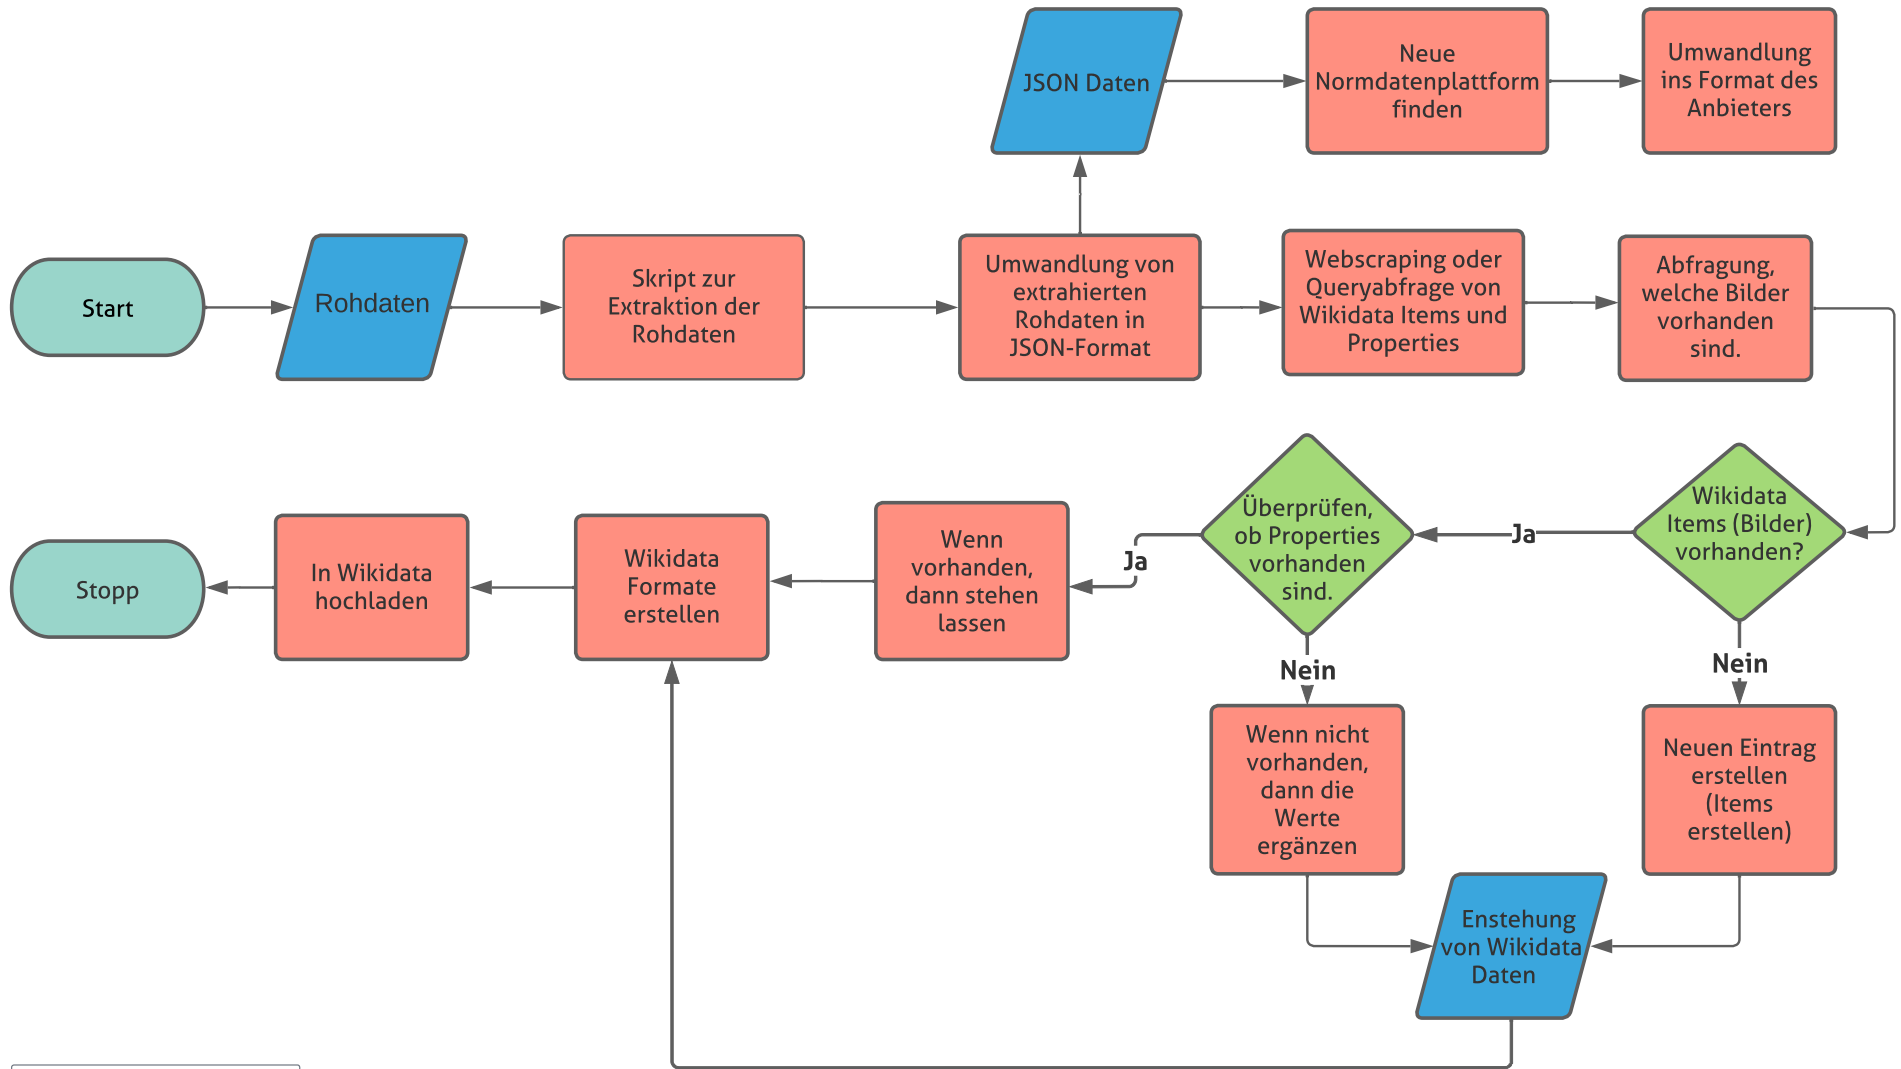 JSON Daten
Neue
Normdatenplattform
finden
Umwandlung
ins Format des
Anbieters
Start
Rohdaten
Skript zur
Extraktion der
Rohdaten
Umwandlung von
extrahierten
Rohdaten in
JSON-Format
Webscraping oder
Queryabfrage von
Wikidata Items und
Properties
Abfragung,
welche Bilder
vorhanden
sind.
Wikidata
Items (Bilder)
vorhanden?
Ja
Überprüfen,
ob Properties
vorhanden
sind.
Ja
Wenn
vorhanden,
dann stehen
lassen
Wikidata
Formate
erstellen
In Wikidata
hochladen
Stopp
Nein
Nein
Wenn nicht
vorhanden,
dann die
Werte
ergänzen
Neuen Eintrag
erstellen
(Items
erstellen)
Enstehung
von Wikidata
Daten